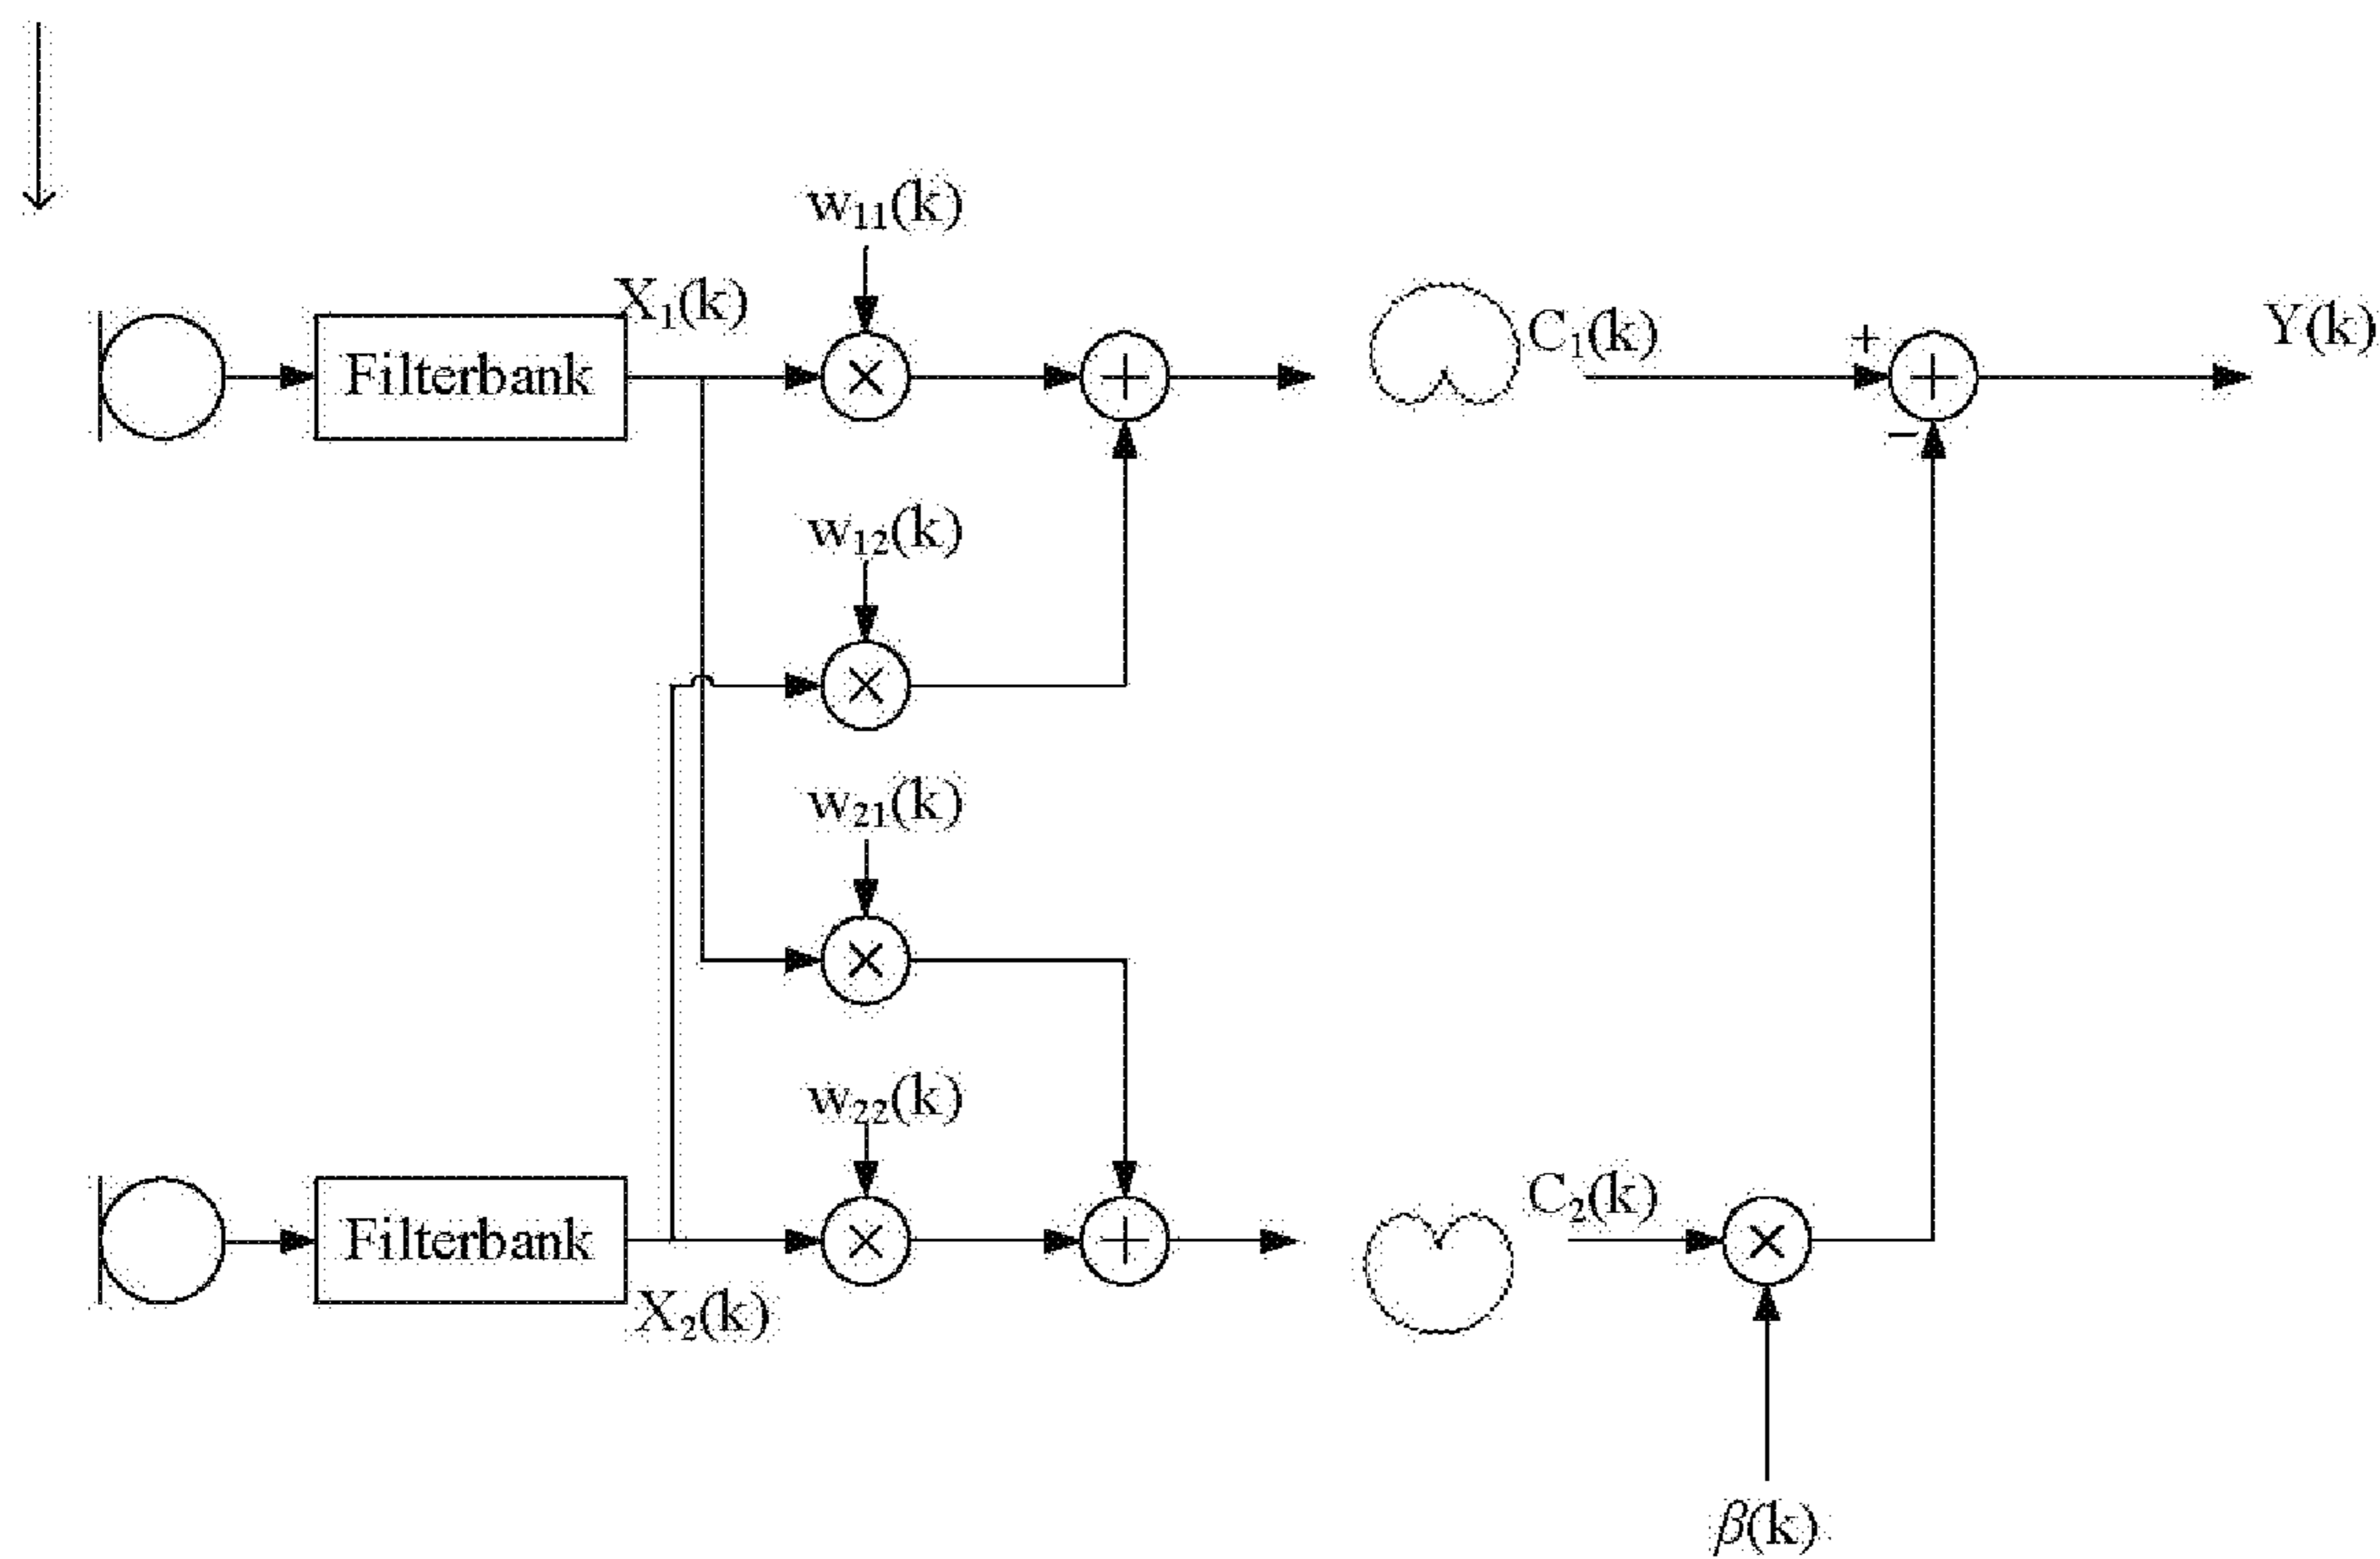 w₁₁(k)
X₁(k)
C₁(k)
+
Y(k)
Filterbank
×
+
+
−
w₁₂(k)
×
w₂₁(k)
×
w₂₂(k)
C₂(k)
Filterbank
×
+
×
X₂(k)
β(k)